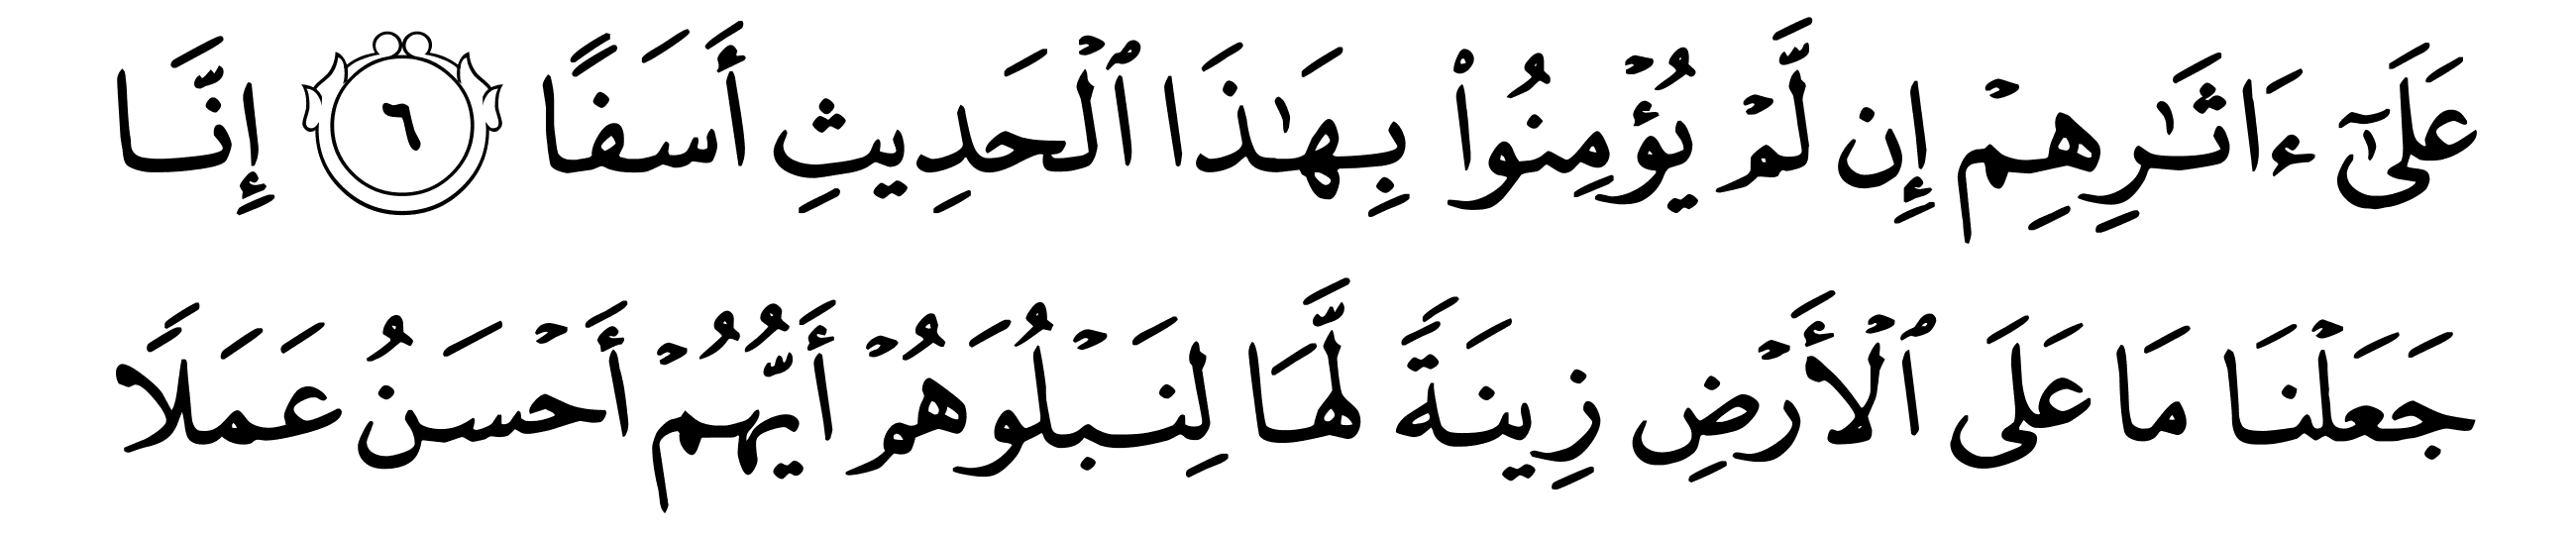 عَلَىٰٓ ءَاثَـٰرِهِمْ إِن لَّمْ يُؤْمِنُوا۟ بِهَـٰذَا ٱلْحَدِيثِ أَسَفًا ٦ إِنَّا
جَعَلْنَا مَا عَلَى ٱلْأَرْضِ زِينَةً لَّهَا لِنَبْلُوَهُمْ أَيُّهُمْ أَحْسَنُ عَمَلًا